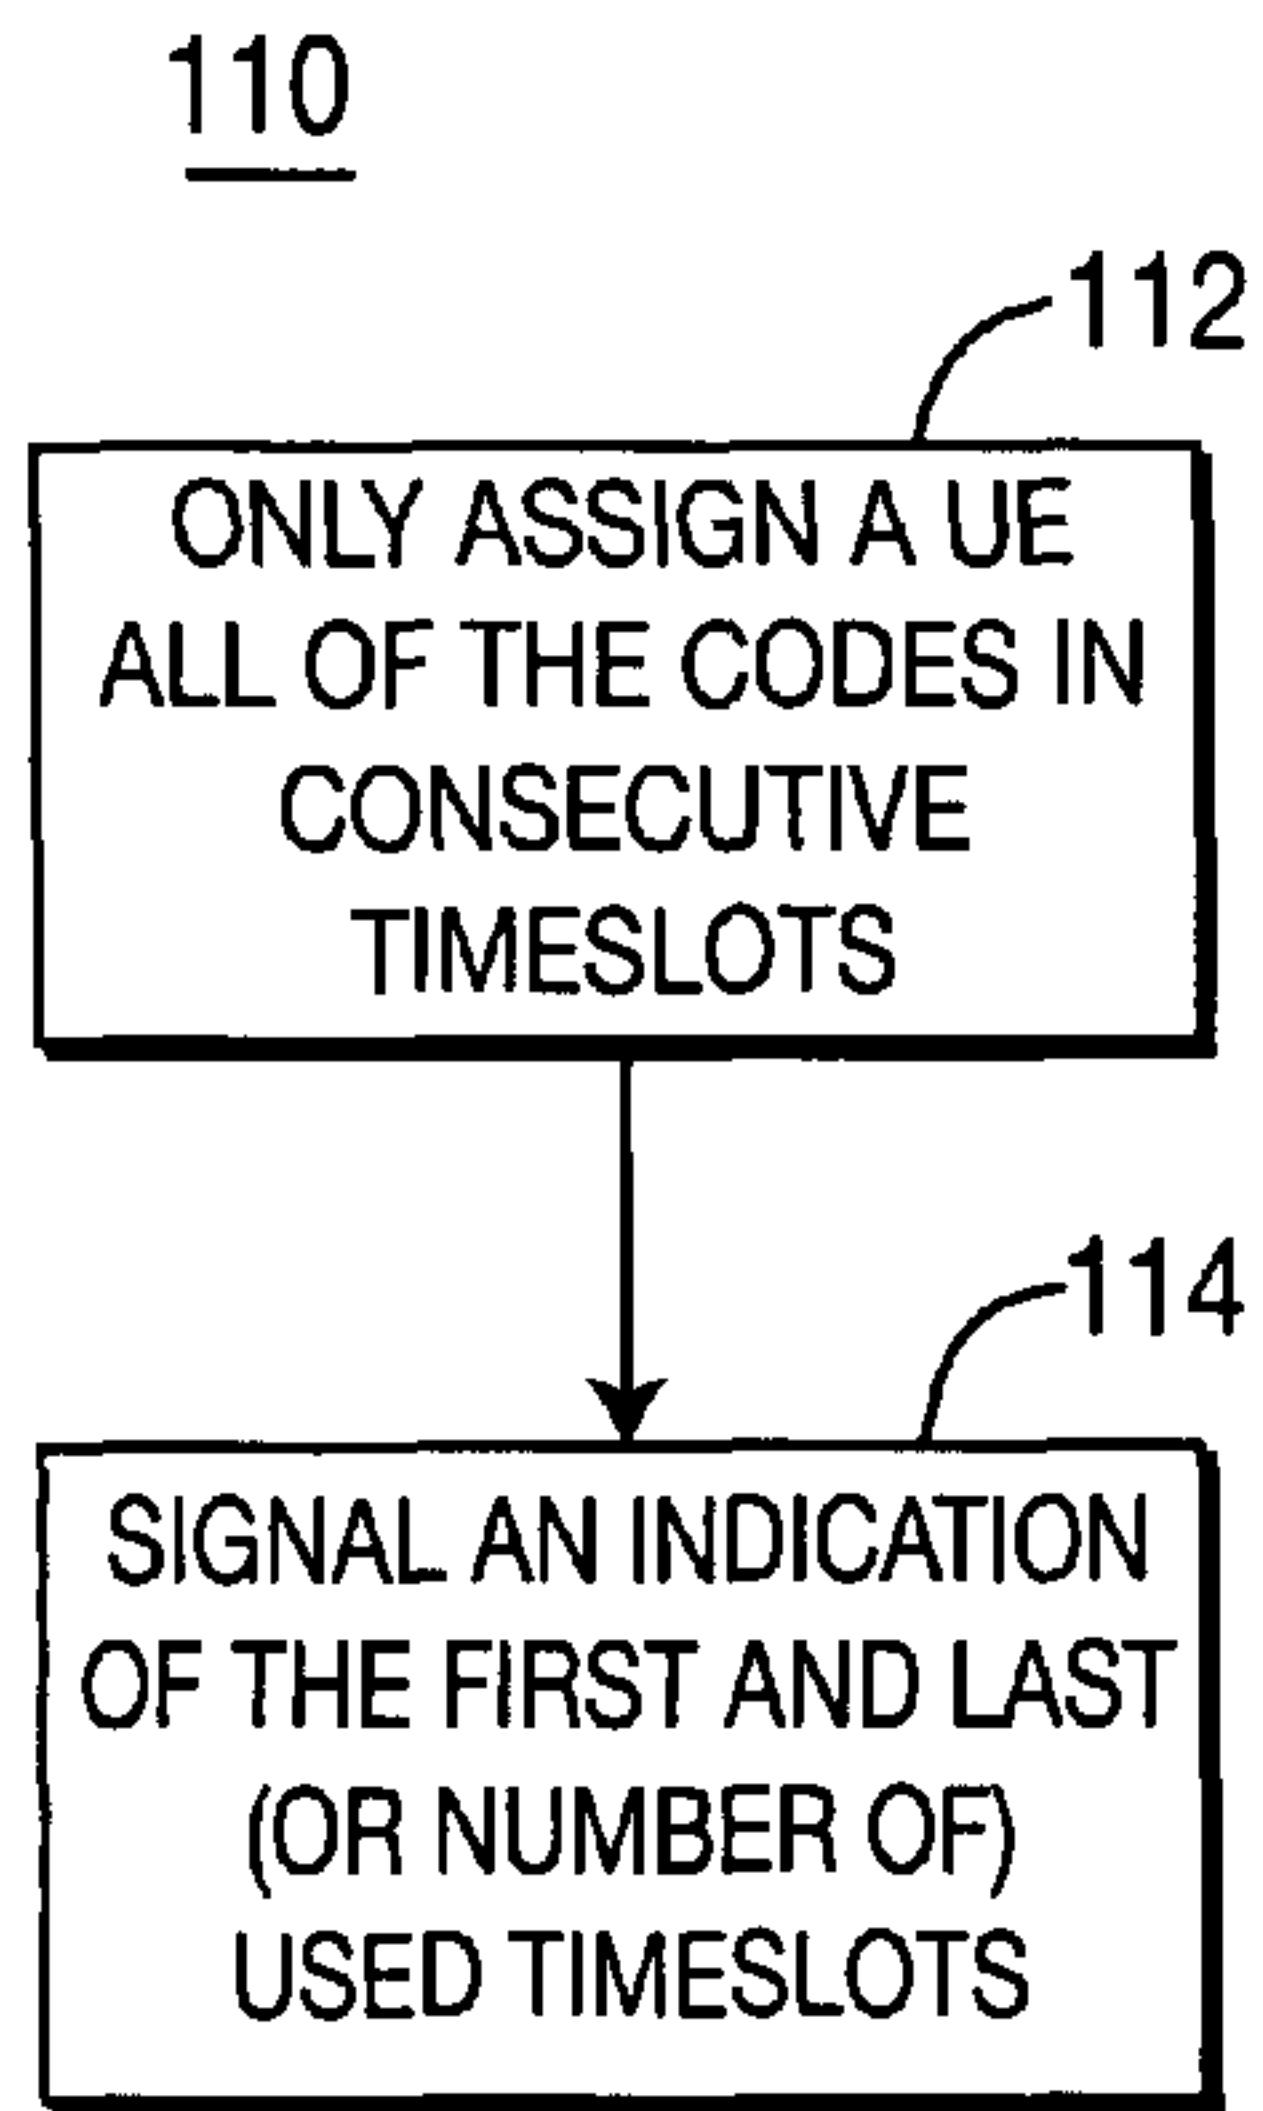 110
112
ONLY ASSIGN A UE
ALL OF THE CODES IN
CONSECUTIVE
TIMESLOTS
114
SIGNAL AN INDICATION
OF THE FIRST AND LAST
(OR NUMBER OF)
USED TIMESLOTS